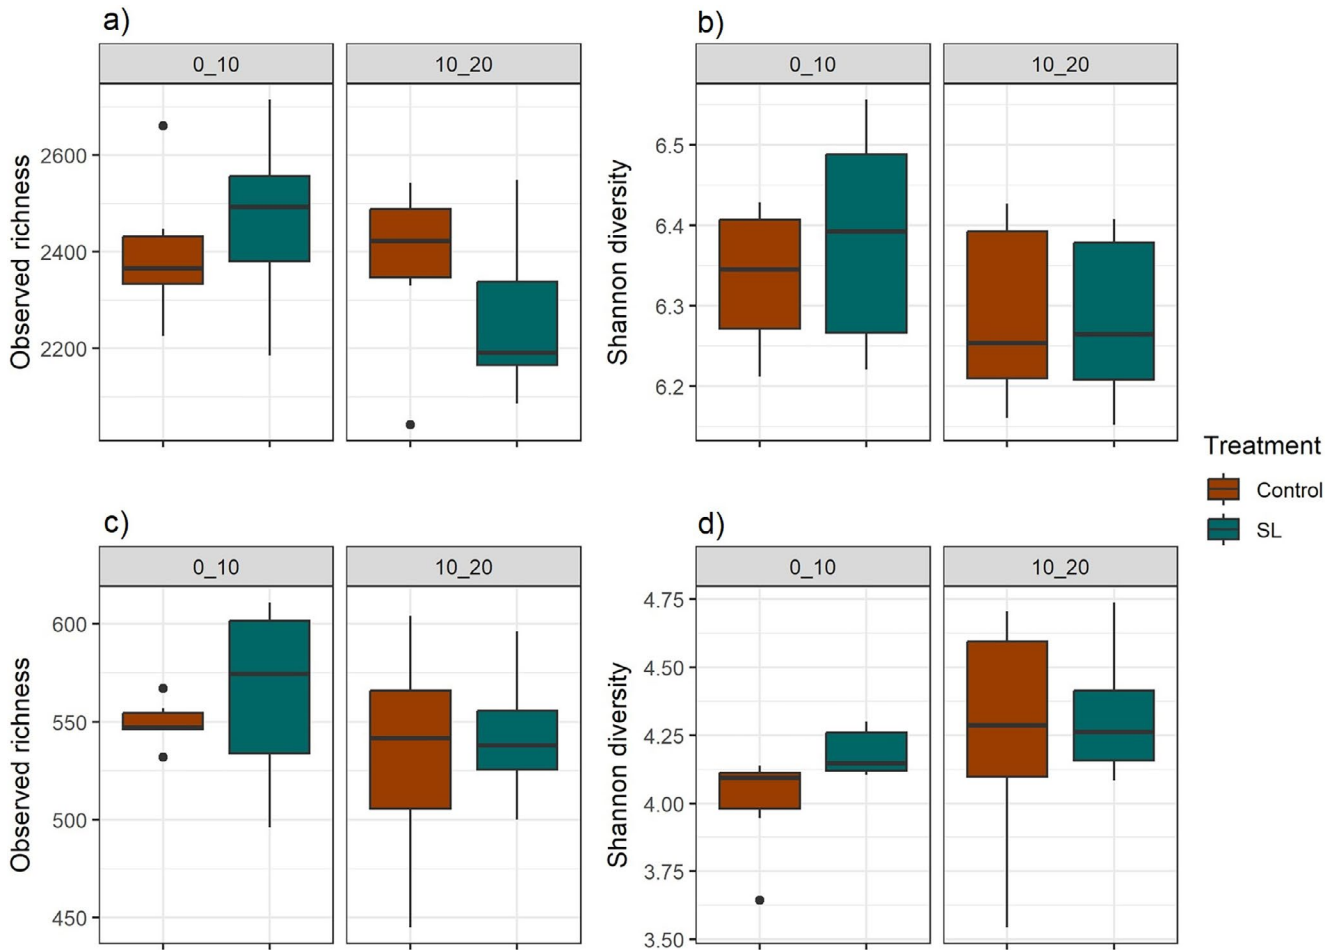 a)
0_10
10_20
Observed richness
2600
2400
2200
b)
0_10
10_20
Shannon diversity
6.5
6.4
6.3
6.2
Treatment
Control
SL
c)
0_10
10_20
Observed richness
600
550
500
450
d)
0_10
10_20
Shannon diversity
4.75
4.50
4.25
4.00
3.75
3.50